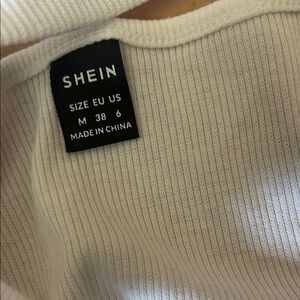 SHEIN
SIZE EU US
M 38 6
MADE IN CHINA